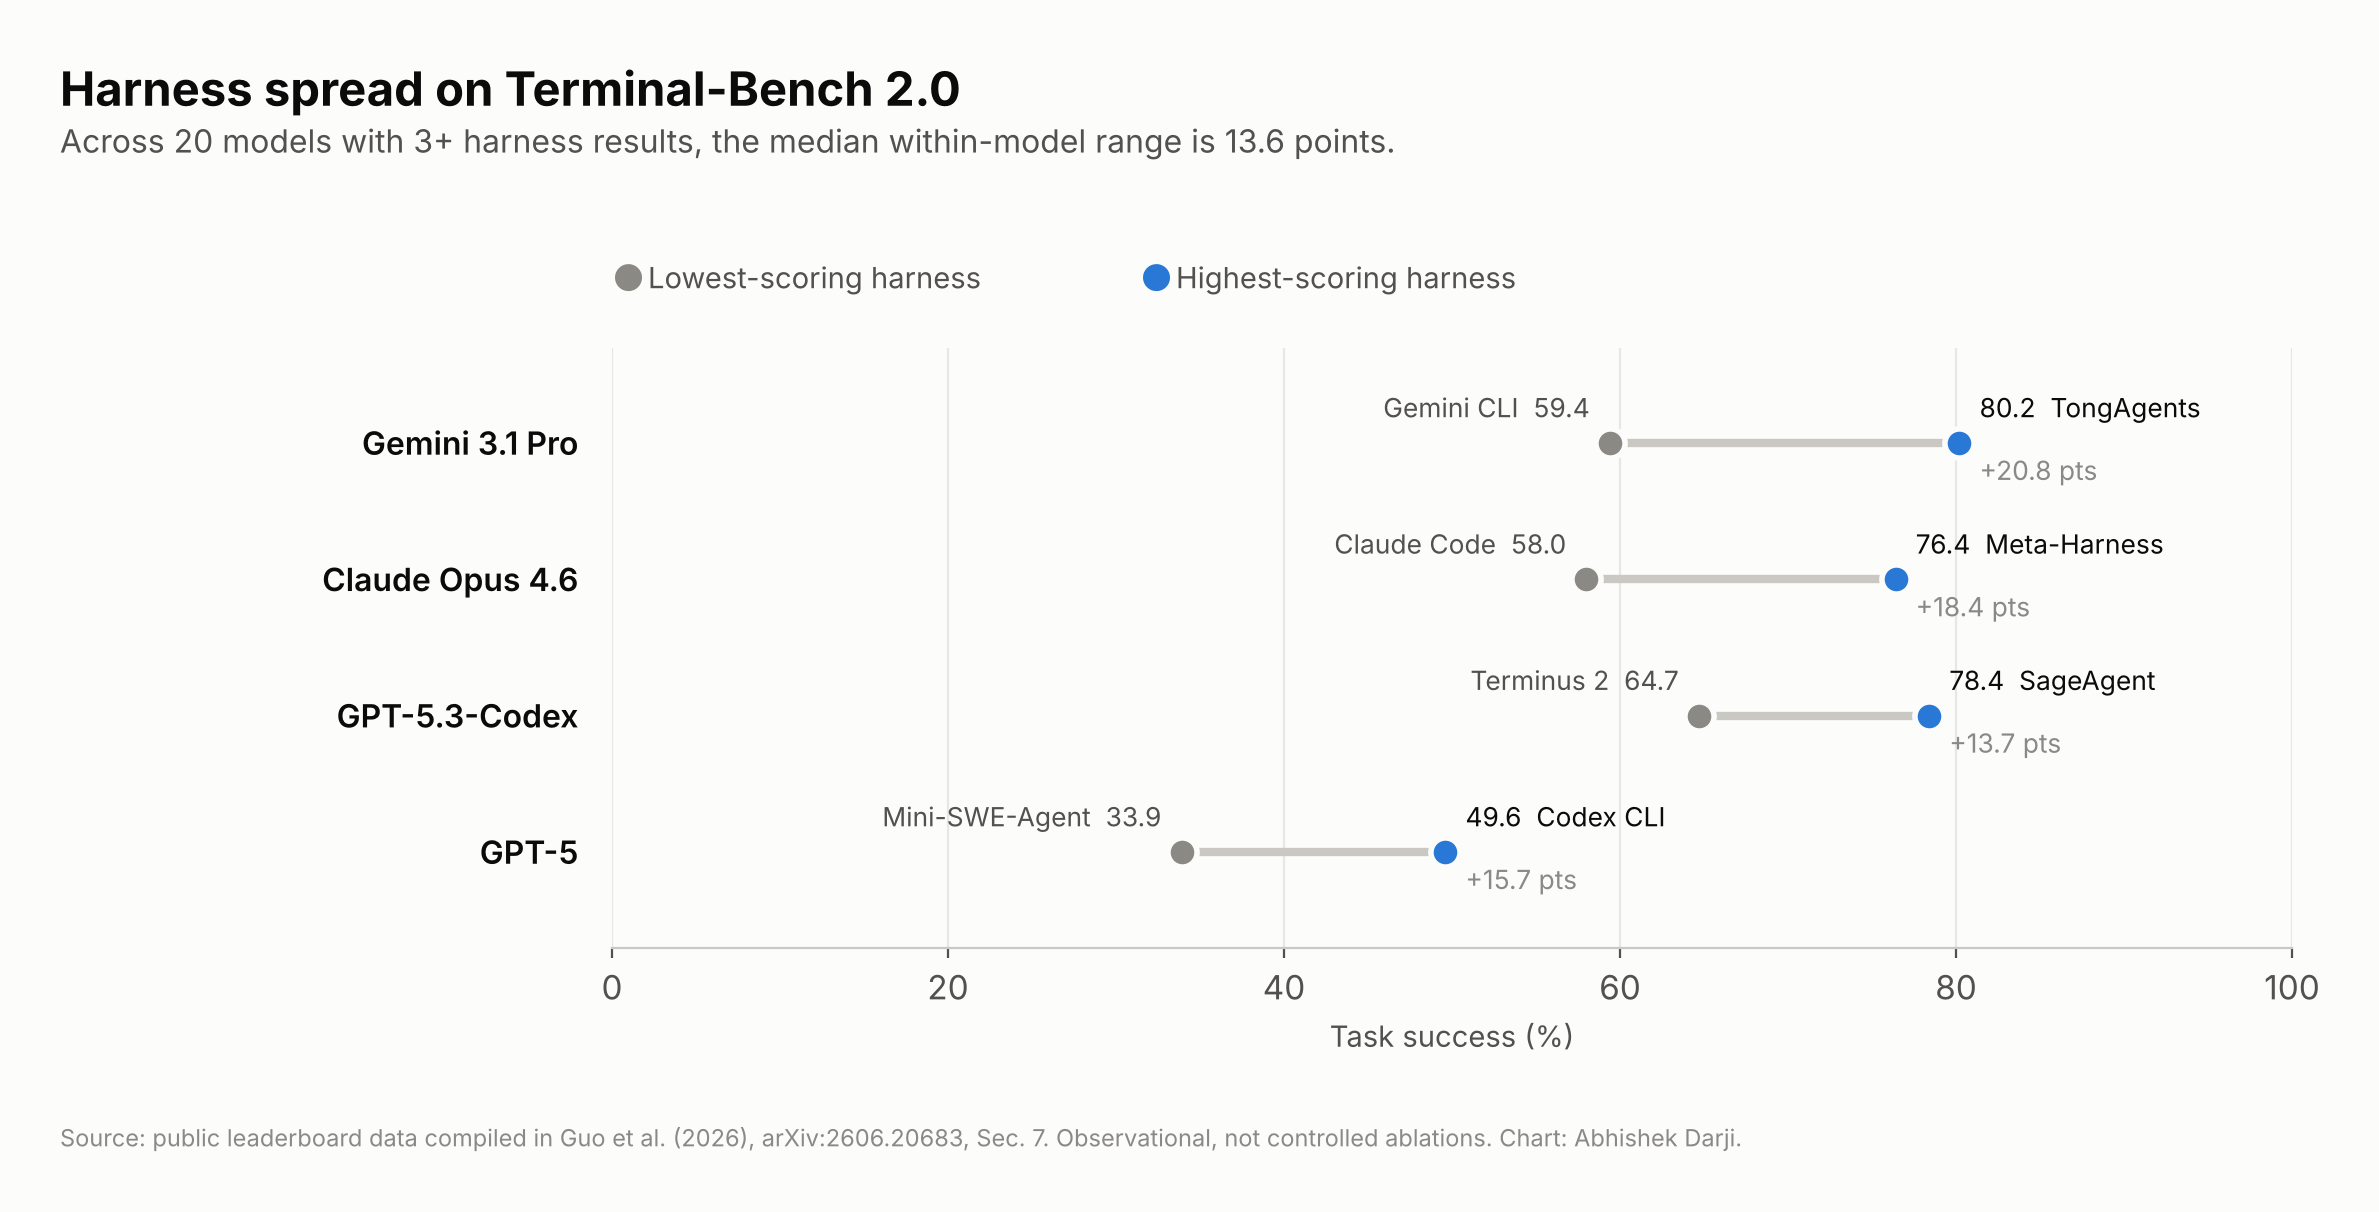 Harness spread on Terminal-Bench 2.0
Across 20 models with 3+ harness results, the median within-model range is 13.6 points.
Lowest-scoring harness
Highest-scoring harness
Gemini 3.1 Pro
Gemini CLI 59.4
80.2 TongAgents
+20.8 pts
Claude Opus 4.6
Claude Code 58.0
76.4 Meta-Harness
+18.4 pts
GPT-5.3-Codex
Terminus 2 64.7
78.4 SageAgent
+13.7 pts
GPT-5
Mini-SWE-Agent 33.9
49.6 Codex CLI
+15.7 pts
0 20 40 60 80 100
Task success (%)
Source: public leaderboard data compiled in Guo et al. (2026), arXiv:2606.20683, Sec. 7. Observational, not controlled ablations. Chart: Abhishek Darji.